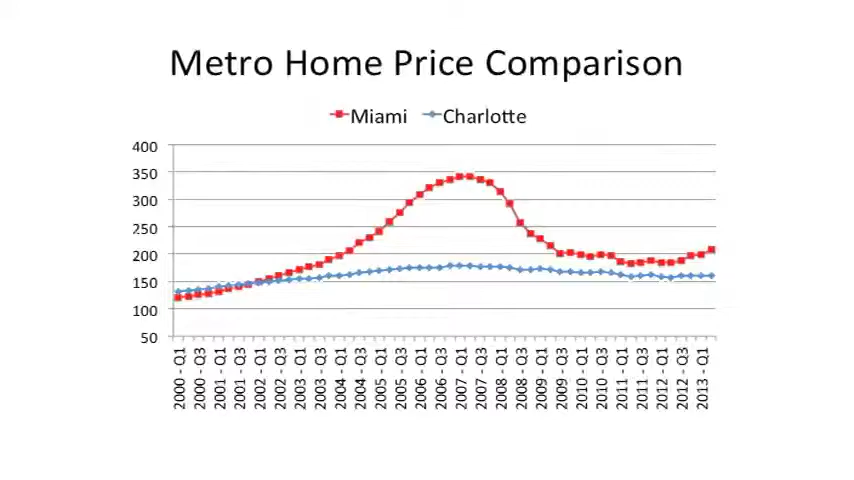 Metro Home Price Comparison
Miami Charlotte
400
350
300
250
200
150
100
50
2000 - Q1
2000 - Q3
2001 - Q1
2001 - Q3
2002 - Q1
2002 - Q3
2003 - Q1
2003 - Q3
2004 - Q1
2004 - Q3
2005 - Q1
2005 - Q3
2006 - Q1
2006 - Q3
2007 - Q1
2007 - Q3
2008 - Q1
2008 - Q3
2009 - Q1
2009 - Q3
2010 - Q1
2010 - Q3
2011 - Q1
2011 - Q3
2012 - Q1
2012 - Q3
2013 - Q1